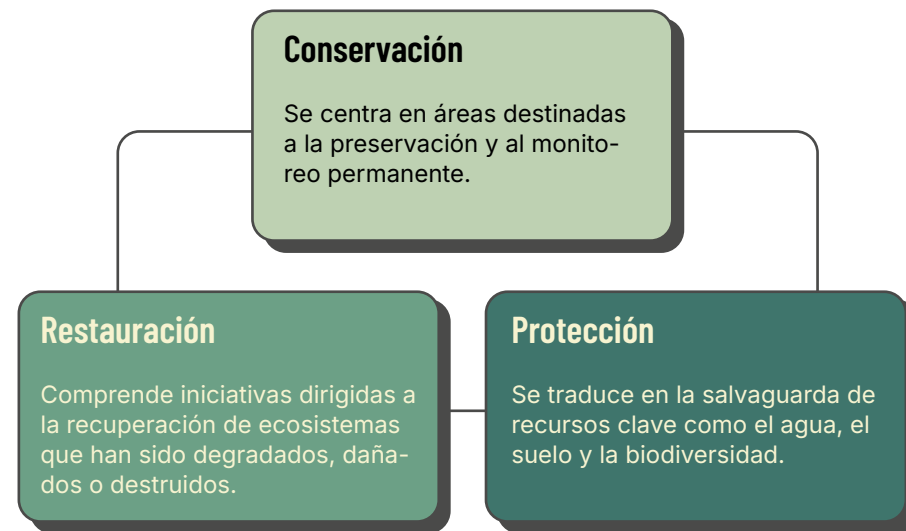 Conservación
Se centra en áreas destinadas
a la preservación y al monito-
reo permanente.
Restauración
Comprende iniciativas dirigidas a
la recuperación de ecosistemas
que han sido degradados, daña-
dos o destruidos.
Protección
Se traduce en la salvaguarda de
recursos clave como el agua, el
suelo y la biodiversidad.